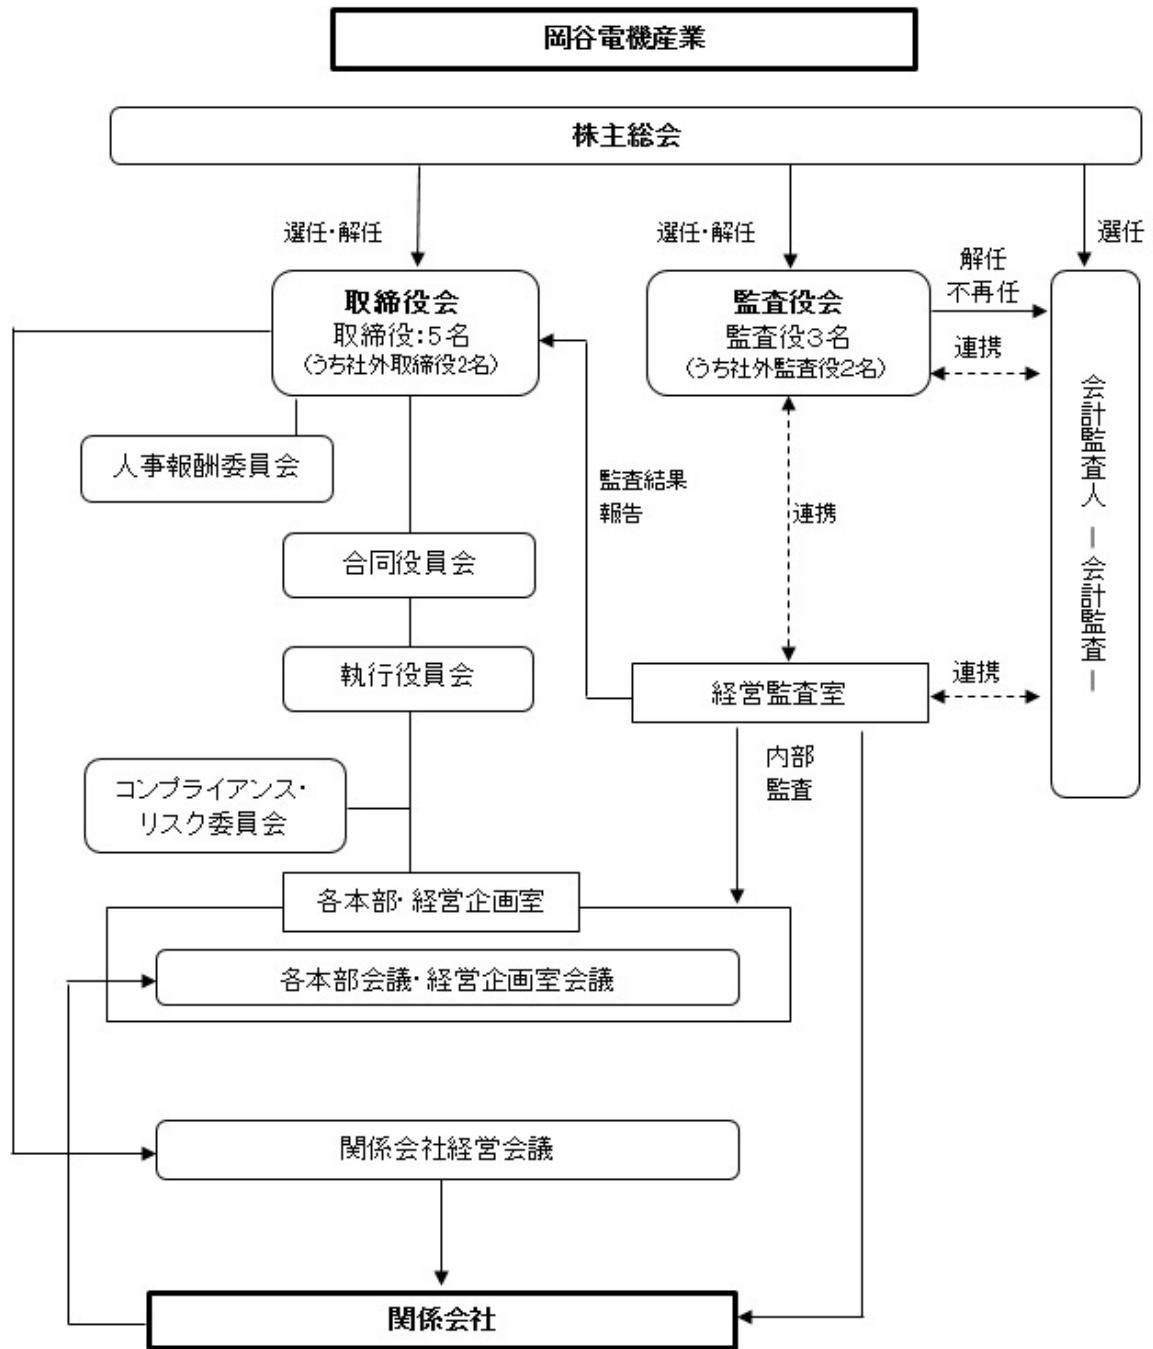 岡谷電機産業
株主総会
選任・解任
選任・解任
選任
取締役会
取締役：５名
(うち社外取締役2名)
監査役会
監査役３名
(うち社外監査役２名)
解任
不再任
連携
会計監査人 ー会計監査ー
人事報酬委員会
監査結果
報告
連携
合同役員会
執行役員会
経営監査室
連携
内部
監査
コンプライアンス・
リスク委員会
各本部・経営企画室
各本部会議・経営企画室会議
関係会社経営会議
関係会社